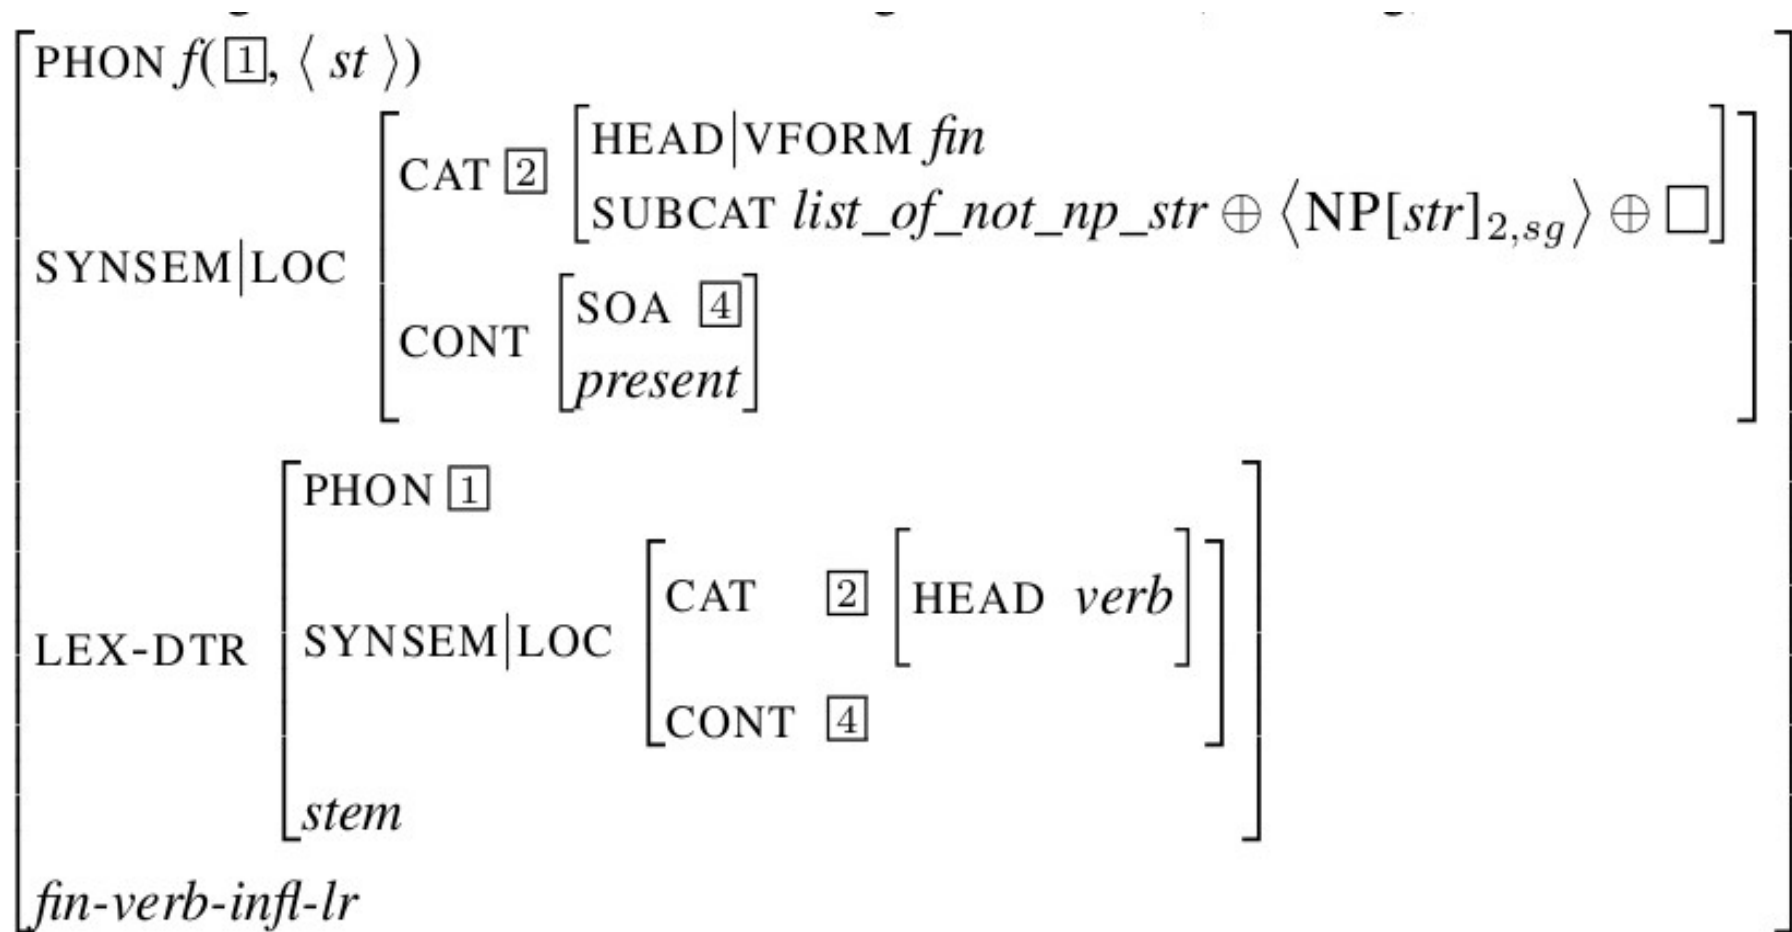 PHON f( 1, ⟨ st ⟩)
HEAD|VFORM fin
CAT 2
SUBCAT list_of_not_np_str ⊕ ⟨NP[str]2,sg⟩ ⊕ □
SYNSEM|LOC
SOA 4
CONT
present
PHON 1
CAT 2 HEAD verb
SYNSEM|LOC
LEX-DTR
CONT 4
stem
fin-verb-infl-lr